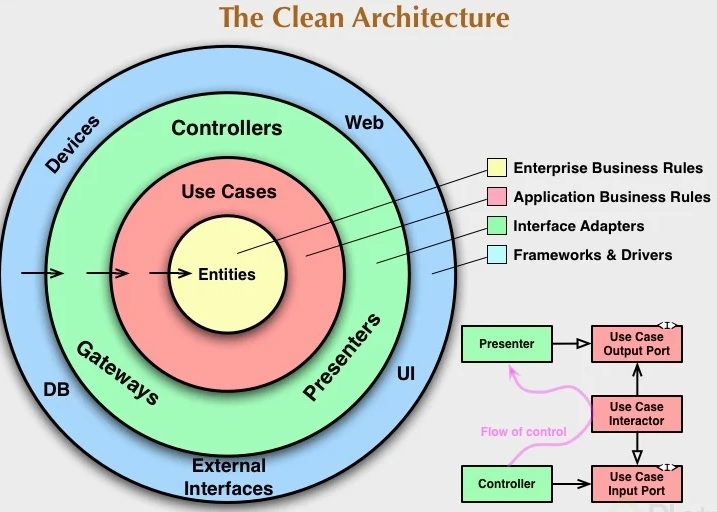 The Clean Architecture
Devices
Web
Controllers
Use Cases
Entities
Gateways
Presenters
DB
UI
External
Interfaces
Enterprise Business Rules
Application Business Rules
Interface Adapters
Frameworks & Drivers
Presenter
<I>
Use Case
Output Port
Use Case
Interactor
Flow of control
Controller
<I>
Use Case
Input Port